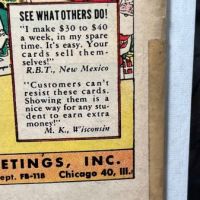 SEE WHAT OTHERS DO!
"I make $30 to $40
a week, in my spare
time. It's easy. Your
cards sell them-
selves!"
R.B.T., New Mexico
"Customers can't
resist these cards.
Showing them is a
nice way for any stu-
dent to earn extra
money!"
M. K., Wisconsin
ETINGS, INC.
ept. FB-118 Chicago 40, Ill.